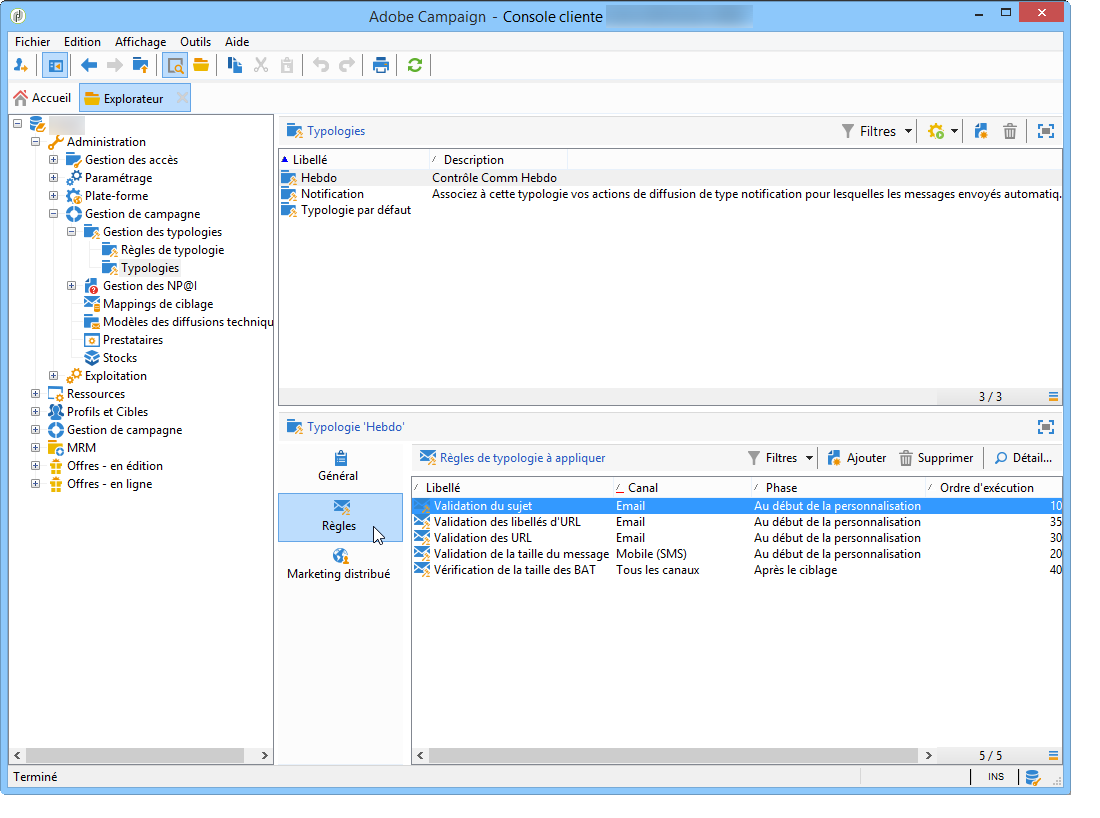 Adobe Campaign - Console cliente
Fichier Edition Affichage Outils Aide
Accueil Explorateur
Administration
Gestion des accès
Paramétrage
Plate-forme
Gestion de campagne
Gestion des typologies
Règles de typologie
Typologies
Gestion des NP@I
Mappings de ciblage
Modèles des diffusions techniqu
Prestataires
Stocks
Exploitation
Ressources
Profils et Cibles
Gestion de campagne
MRM
Offres - en édition
Offres - en ligne
Typologies Filtres
Libellé Description
Hebdo Contrôle Comm Hebdo
Notification Associez à cette typologie vos actions de diffusion de type notification pour lesquelles les messages envoyés automatiq.
Typologie par défaut
3 / 3
Typologie 'Hebdo'
Général
Règles
Marketing distribué
Règles de typologie à appliquer Filtres Ajouter Supprimer Détail...
Libellé Canal Phase Ordre d'exécution
Validation du sujet Email Au début de la personnalisation 10
Validation des libellés d'URL Email Au début de la personnalisation 35
Validation des URL Email Au début de la personnalisation 30
Validation de la taille du message Mobile (SMS) Au début de la personnalisation 20
Vérification de la taille des BAT Tous les canaux Après le ciblage 40
5 / 5
Terminé INS